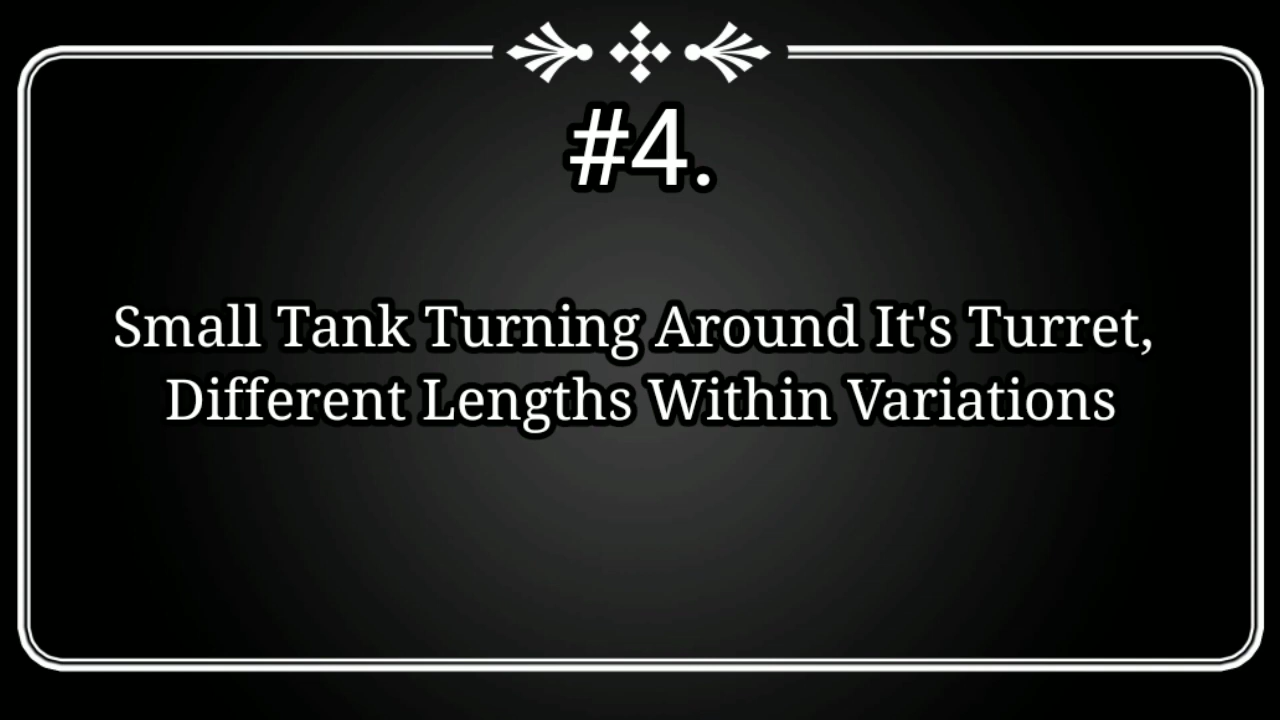 #4.
Small Tank Turning Around It's Turret,
Different Lengths Within Variations